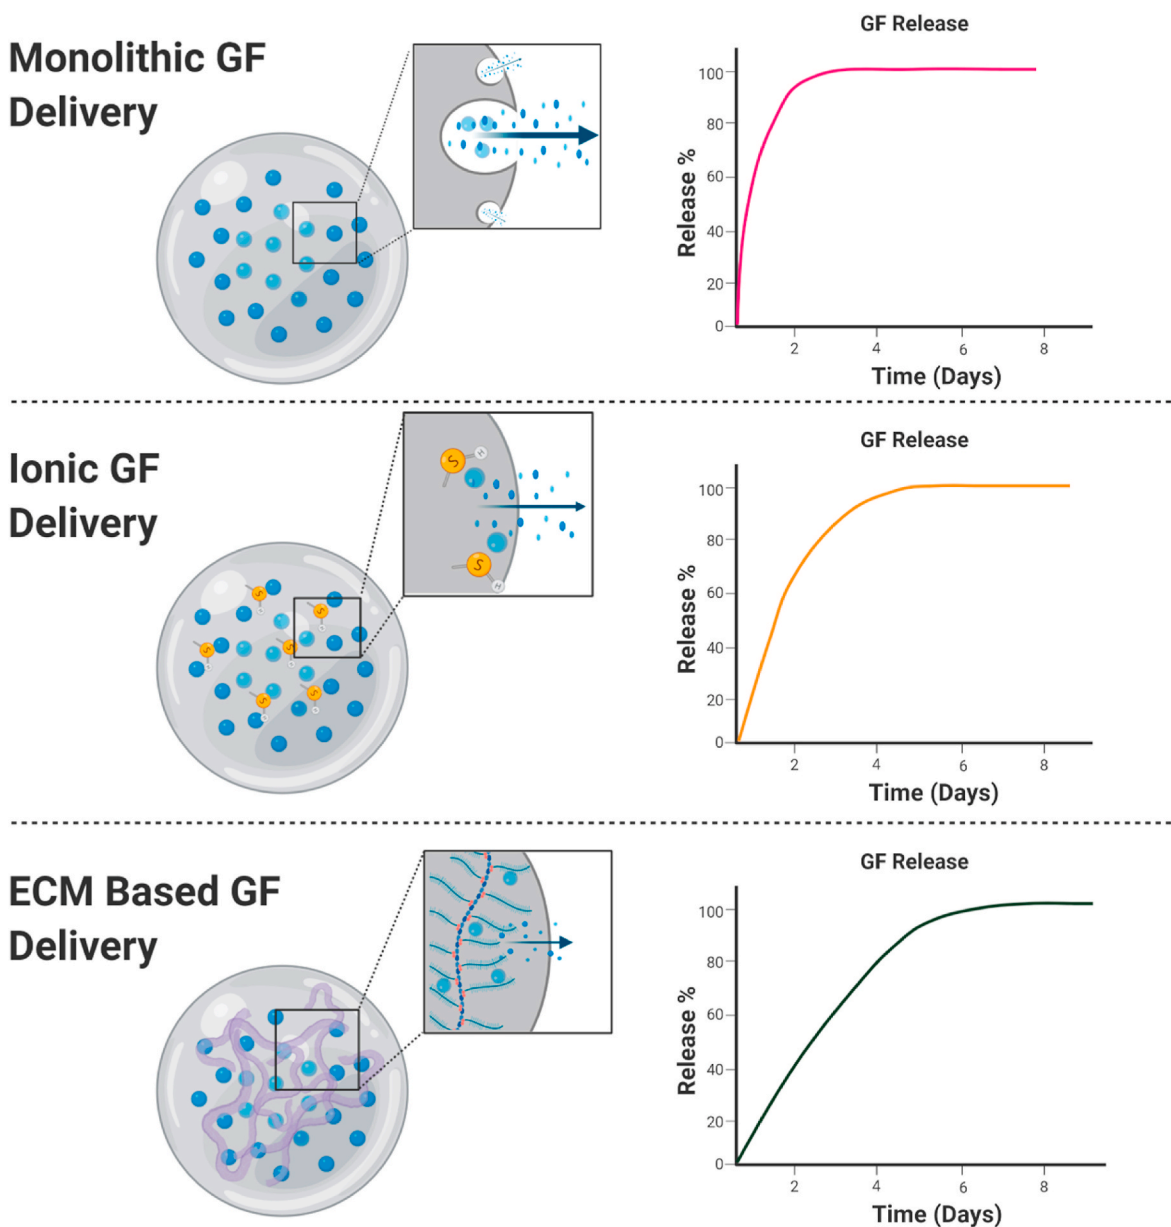 Monolithic GF
Delivery
GF Release
100
80
60
40
20
0
Release %
2 4 6 8
Time (Days)
Ionic GF
Delivery
S H
S H
S
S
S
S
S
S
GF Release
100
80
60
40
20
0
Release %
2 4 6 8
Time (Days)
ECM Based GF
Delivery
GF Release
100
80
60
40
20
0
Release %
2 4 6 8
Time (Days)